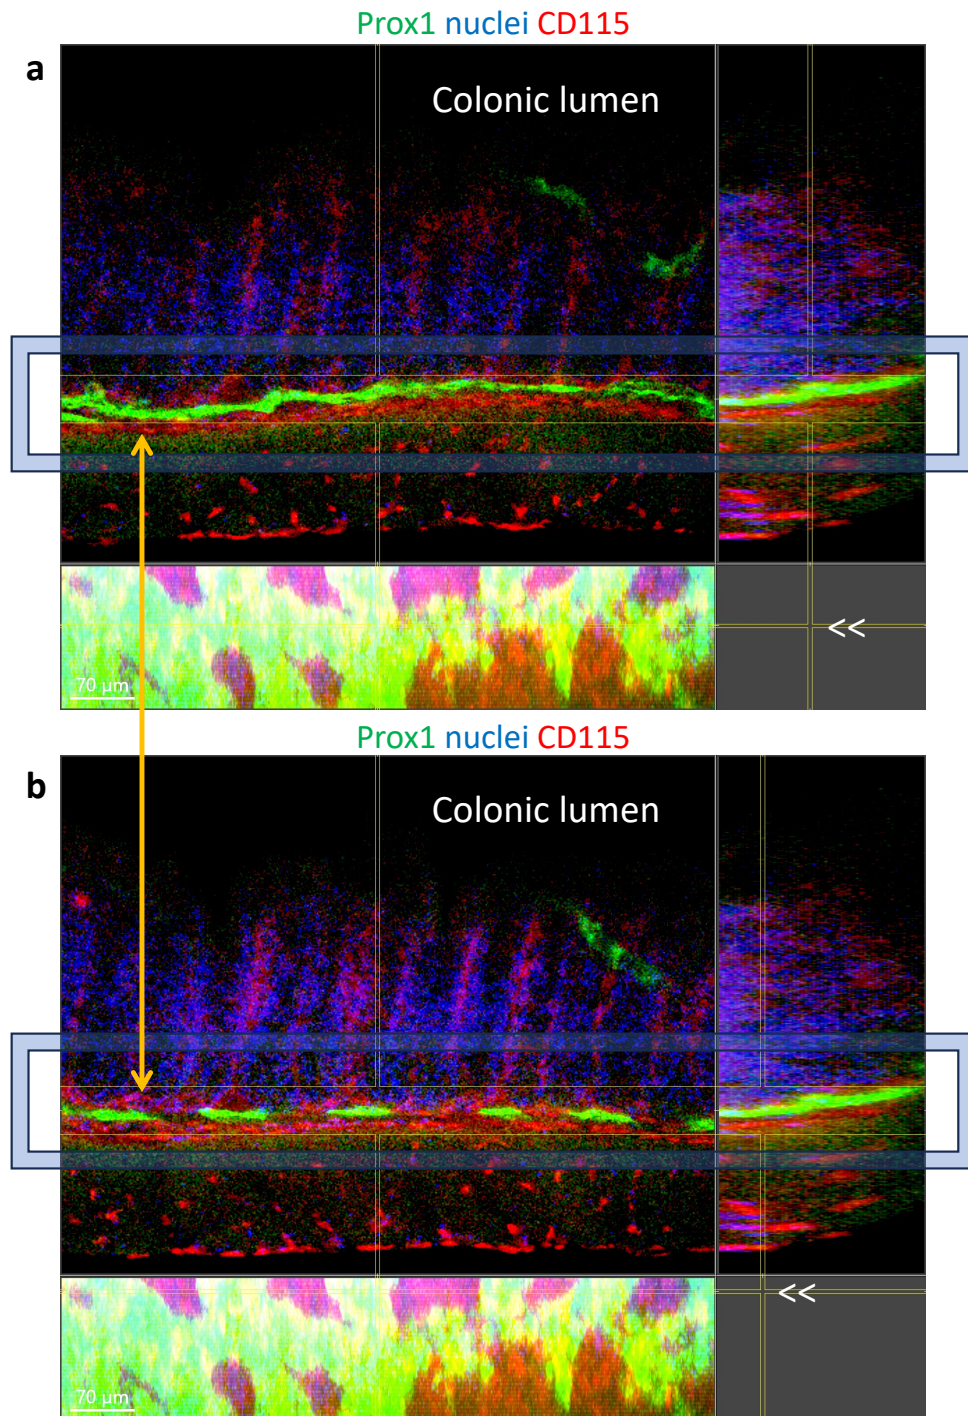 Prox1 nuclei CD115
a
Colonic lumen
<<
70 µm
Prox1 nuclei CD115
b
Colonic lumen
<<
70 µm